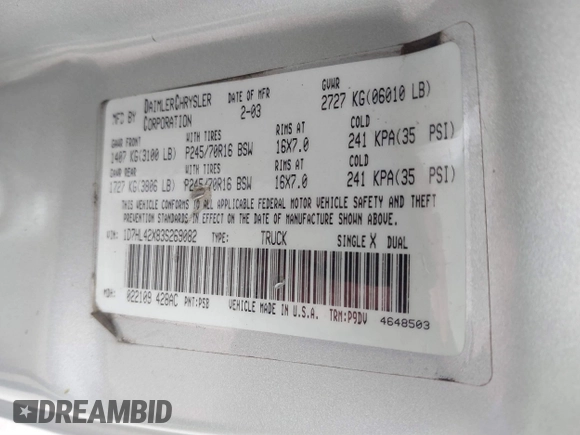 MFD BY DAIMLERCHRYSLER CORPORATION DATE OF MFR 2-03 GVWR 2727 KG(06010 LB)
GAWR FRONT WITH TIRES RIMS AT COLD
1407 KG(3100 LB) P245/70R16 BSW 16X7.0 241 KPA(35 PSI)
GAWR REAR WITH TIRES RIMS AT COLD
1727 KG(3806 LB) P245/70R16 BSW 16X7.0 241 KPA(35 PSI)
THIS VEHICLE CONFORMS TO ALL APPLICABLE FEDERAL MOTOR VEHICLE SAFETY AND THEFT
PREVENTION STANDARDS IN EFFECT ON THE DATE OF MANUFACTURE SHOWN ABOVE.
VIN: 1D7HL42X83S269082 TYPE: TRUCK SINGLE X DUAL
MDH: 022109 428AC PNT:PSB VEHICLE MADE IN U.S.A. TRM:P9DV 4648503
DREAMBID